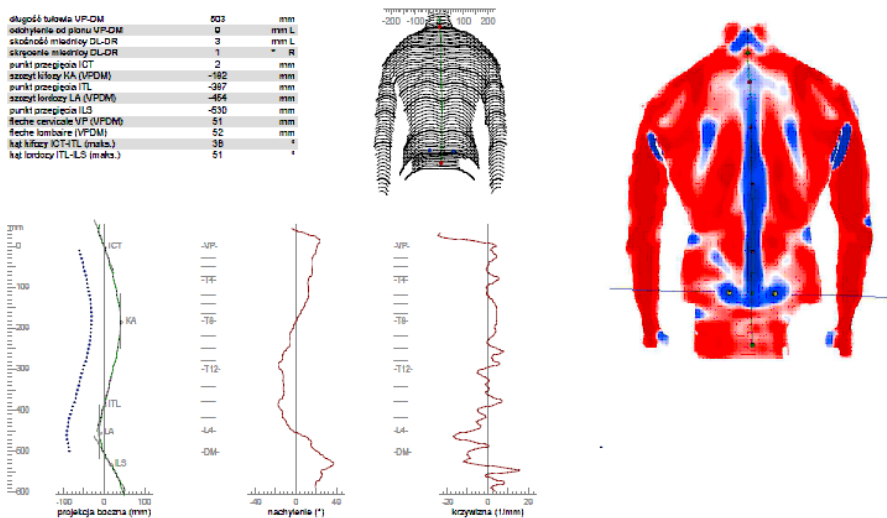 długość tułowia VP-DM 503 mm
odchylenie od pionu VP-DM 9 mm L
skośność miednicy DL-DR 3 mm
skręcenie miednicy DL-DR 1 ° R
punkt przegięcia ICT 2 mm
szczyt kifozy KA (VPDM) -182 mm
punkt przegięcia ITL -387 mm
szczyt lordozy LA (VPDM) -454 mm
punkt przegięcia ILS -530 mm
fleche cervicale VP (VPDM) 51 mm
fleche lombaire (VPDM) 52 mm
kąt kifozy ICT-ITL (maks.) 38 °
kąt lordozy ITL-ILS (maks.) 51 °
-200 -100 0 100 200
mm
-0
-100
-200
-300
-400
-500
-600
ICT
KA
ITL
LA
ILS
-100 0 100
projekcja boczna (mm)
-VP-
-T4-
-T8-
-T12-
-L4-
-DM-
-40 0 40
nachylenie (°)
-VP-
-T4-
-T8-
-T12-
-L4-
-DM-
-20 0 20
krzywizna (1/mm)